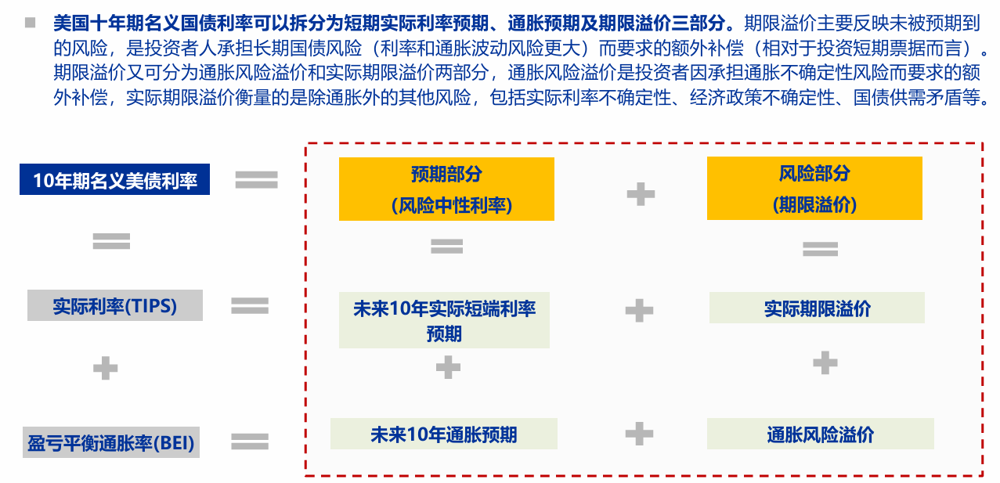 美国十年期名义国债利率可以拆分为短期实际利率预期、通胀预期及期限溢价三部分。期限溢价主要反映未被预期到
的风险，是投资者人承担长期国债风险（利率和通胀波动风险更大）而要求的额外补偿（相对于投资短期票据而言）。
期限溢价又可分为通胀风险溢价和实际期限溢价两部分，通胀风险溢价是投资者因承担通胀不确定性风险而要求的额
外补偿，实际期限溢价衡量的是除通胀外的其他风险，包括实际利率不确定性、经济政策不确定性、国债供需矛盾等。
10年期名义美债利率
预期部分
(风险中性利率)
风险部分
(期限溢价)
实际利率(TIPS)
未来10年实际短端利率
预期
实际期限溢价
盈亏平衡通胀率(BEI)
未来10年通胀预期
通胀风险溢价